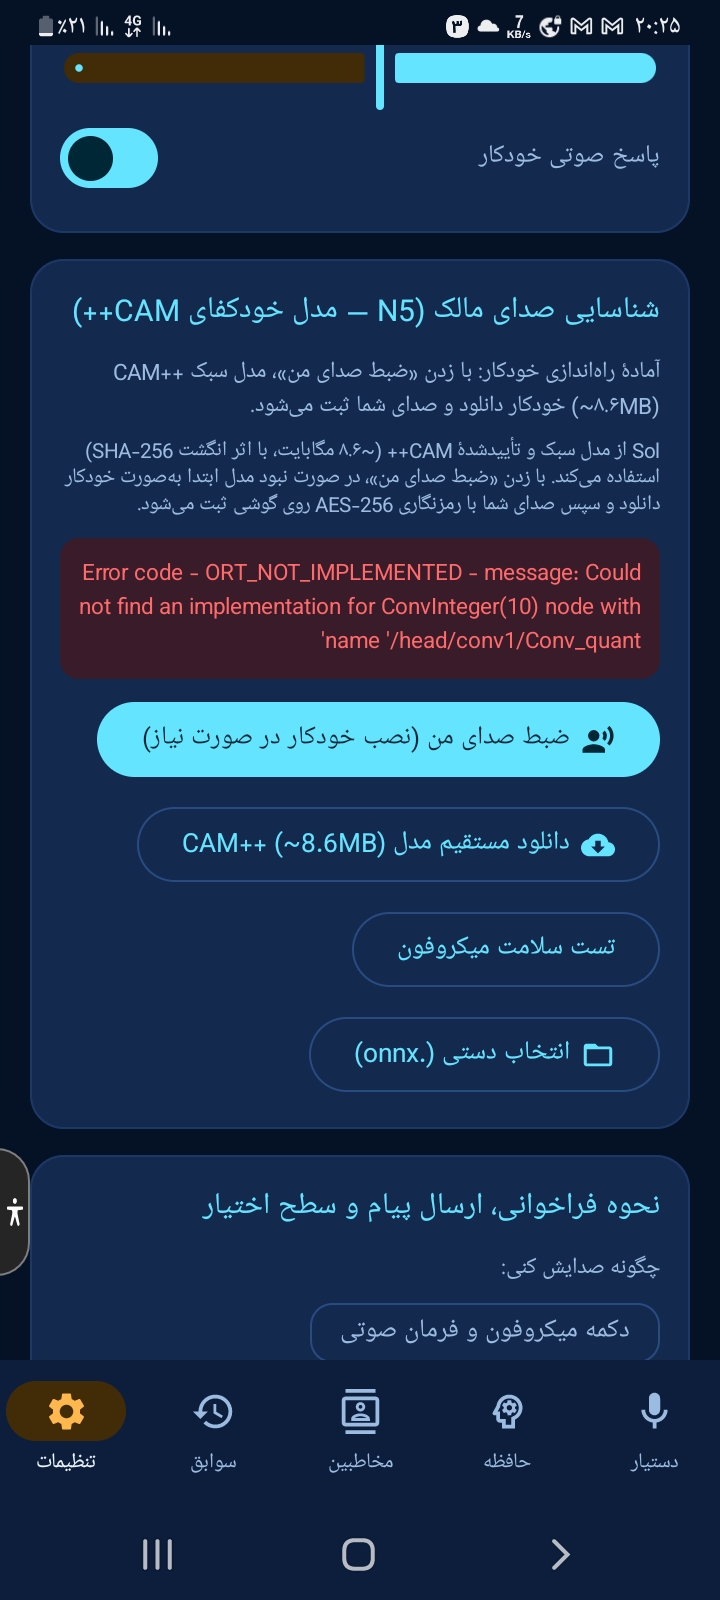 ٪۲۱ 4G 7 KB/s ۳ ۲۰:۲۵
پاسخ صوتی خودکار
شناسایی صدای مالک (N5 — مدل خودکفای CAM++)
آمادهٔ راه‌اندازی خودکار: با زدن «ضبط صدای من»، مدل سبک CAM++
(~۸.۶MB) خودکار دانلود و صدای شما ثبت می‌شود.
Sol از مدل سبک و تأییدشدهٔ CAM++ (~۸.۶ مگابایت، با اثر انگشت SHA-256)
استفاده می‌کند. با زدن «ضبط صدای من»، در صورت نبود مدل ابتدا به‌صورت خودکار
دانلود و سپس صدای شما با رمزنگاری AES-256 روی گوشی ثبت می‌شود.
Error code - ORT_NOT_IMPLEMENTED - message: Could
not find an implementation for ConvInteger(10) node with
name '/head/conv1/Conv_quant'
ضبط صدای من (نصب خودکار در صورت نیاز)
دانلود مستقیم مدل CAM++ (~8.6MB)
تست سلامت میکروفون
انتخاب دستی (.onnx)
نحوه فراخوانی، ارسال پیام و سطح اختیار
چگونه صدایش کنی:
دکمه میکروفون و فرمان صوتی
دستیار
حافظه
مخاطبین
سوابق
تنظیمات